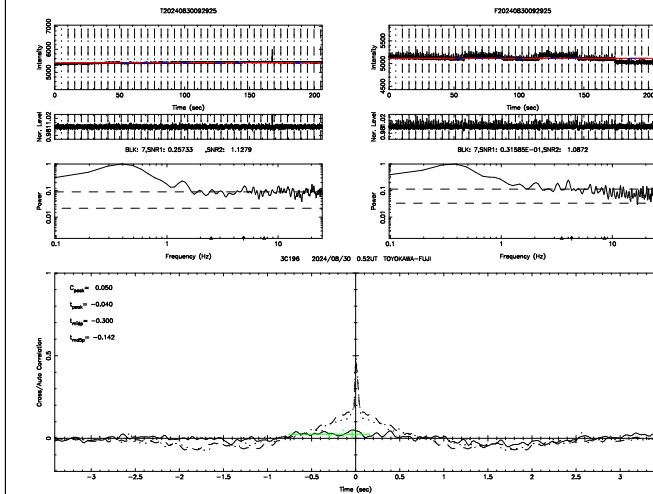 T20240830092925
F20240830092925
Intensity
5000 6000 7000
0 50 100 150 200
Time (sec)
Intensity
4500 5000 5500
0 50 100 150 200
Time (sec)
Nor. Level
Nor. Level
BLK: 7,SNR1: 0.25733 ,SNR2: 1.1279
BLK: 7,SNR1: 0.31585E-01,SNR2: 1.0672
Power
1 0.1 0.01
0.1 1 10
Frequency (Hz)
Power
1 0.1 0.01
0.1 1 10
Frequency (Hz)
3C196 2024/08/30 0.52UT TOYOKAWA-FUJI
Cross/Auto Correlation
1 0.5 0
Cpeak= 0.050
tpeak= -0.040
tmidp= -0.300
tmd5p= -0.142
-3 -2.5 -2 -1.5 -1 -0.5 0 0.5 1 1.5 2 2.5 3
Time (sec)